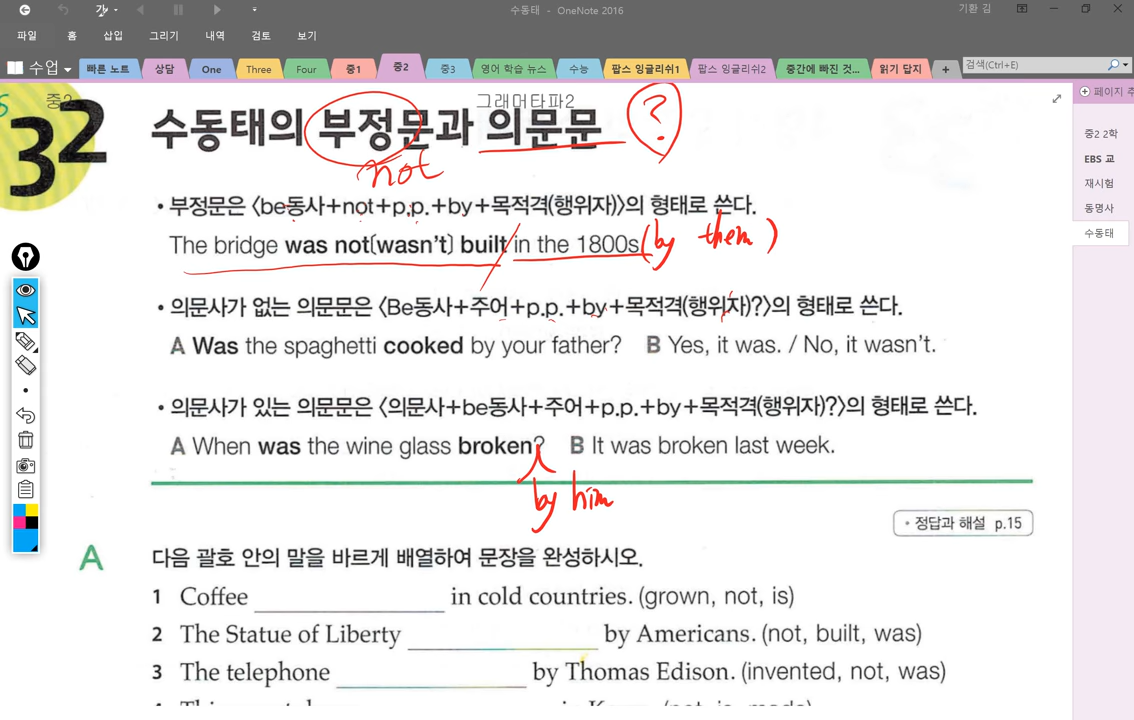 수동태 - OneNote 2016
기환 김
파일 홈 삽입 그리기 내역 검토 보기
수업 빠른 노트 상담 One Three Four 중1 중2 중3 영어 학습 뉴스 수능 팝스 잉글리쉬1 팝스 잉글리쉬2 중간에 빠진 것... 읽기 답지 + 검색(Ctrl+E)
페이지 추
중2 2학
EBS 교
재시험
동명사
수동태
중2
그래머타파2
32 수동태의 부정문과 의문문 ?
not
• 부정문은 〈be동사+not+p.p.+by+목적격(행위자)〉의 형태로 쓴다.
The bridge was not(wasn't) built in the 1800s. (by them)
• 의문사가 없는 의문문은 〈Be동사+주어+p.p.+by+목적격(행위자)?〉의 형태로 쓴다.
A Was the spaghetti cooked by your father? B Yes, it was. / No, it wasn't.
• 의문사가 있는 의문문은 〈의문사+be동사+주어+p.p.+by+목적격(행위자)?〉의 형태로 쓴다.
A When was the wine glass broken? B It was broken last week.
by him
• 정답과 해설 p.15
A 다음 괄호 안의 말을 바르게 배열하여 문장을 완성하시오.
1 Coffee ____________ in cold countries. (grown, not, is)
2 The Statue of Liberty ____________ by Americans. (not, built, was)
3 The telephone ____________ by Thomas Edison. (invented, not, was)